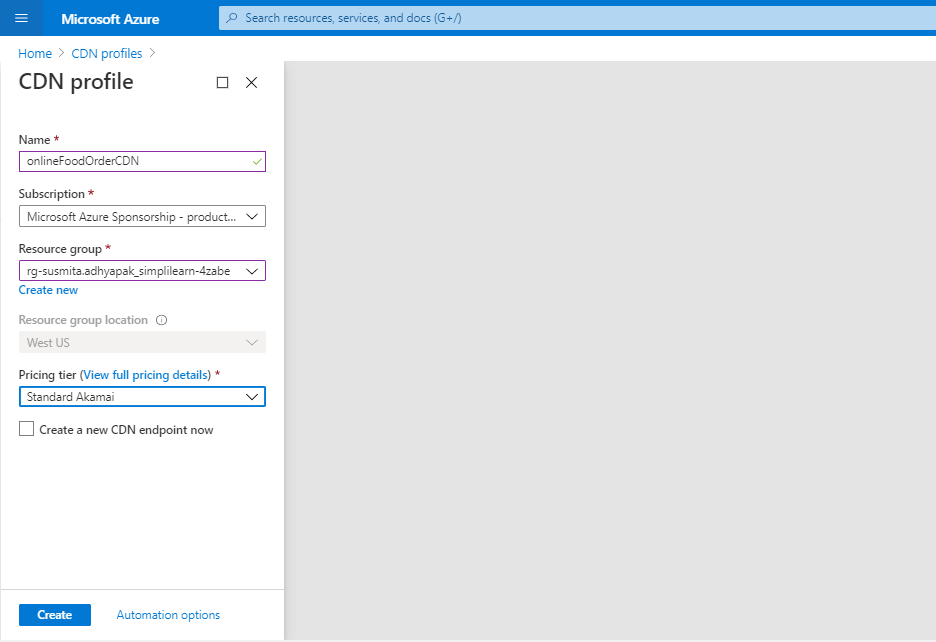 Microsoft Azure
Search resources, services, and docs (G+/)
Home > CDN profiles >
CDN profile
Name *
onlineFoodOrderCDN
Subscription *
Microsoft Azure Sponsorship - product...
Resource group *
rg-susmita.adhyapak_simplilearn-4zabe
Create new
Resource group location
West US
Pricing tier (View full pricing details) *
Standard Akamai
Create a new CDN endpoint now
Create
Automation options